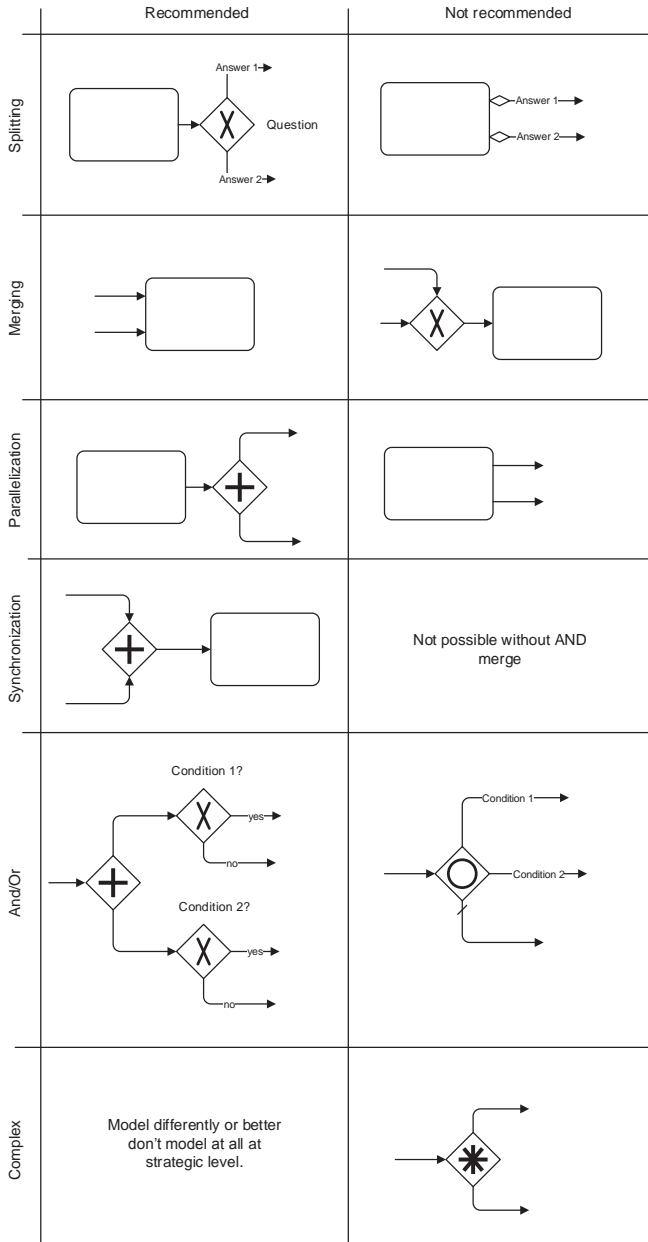 Recommended
Not recommended
Splitting
Answer 1
Question
Answer 2
Answer 1
Answer 2
Merging
Parallelization
Synchronization
Not possible without AND
merge
And/Or
Condition 1?
yes
no
Condition 2?
yes
no
Condition 1
Condition 2
Complex
Model differently or better
don't model at all at
strategic level.